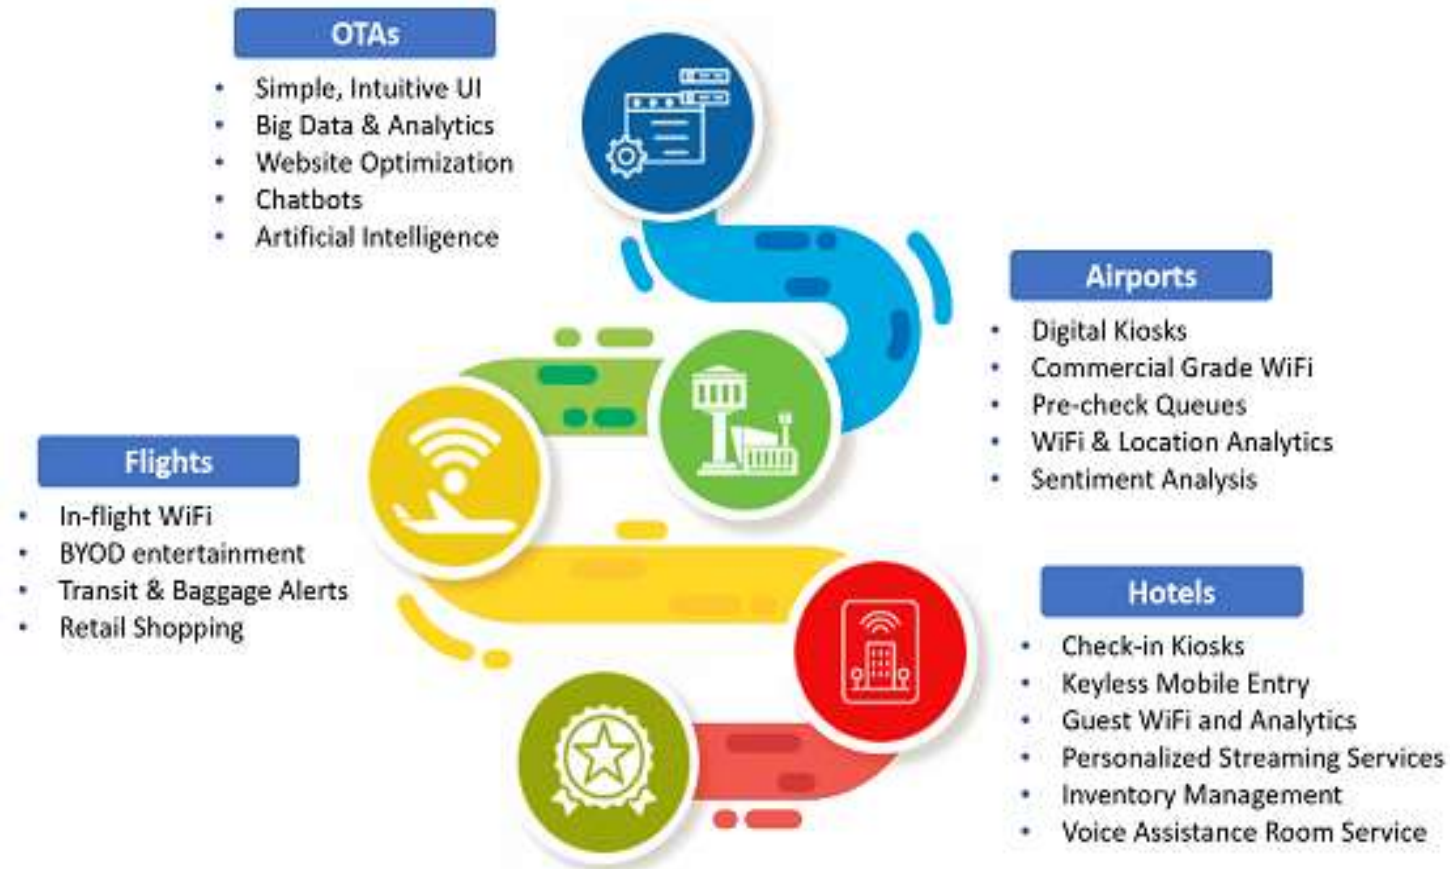 OTAs
• Simple, Intuitive UI
• Big Data & Analytics
• Website Optimization
• Chatbots
• Artificial Intelligence
Airports
• Digital Kiosks
• Commercial Grade WiFi
• Pre-check Queues
• WiFi & Location Analytics
• Sentiment Analysis
Flights
• In-flight WiFi
• BYOD entertainment
• Transit & Baggage Alerts
• Retail Shopping
Hotels
• Check-in Kiosks
• Keyless Mobile Entry
• Guest WiFi and Analytics
• Personalized Streaming Services
• Inventory Management
• Voice Assistance Room Service